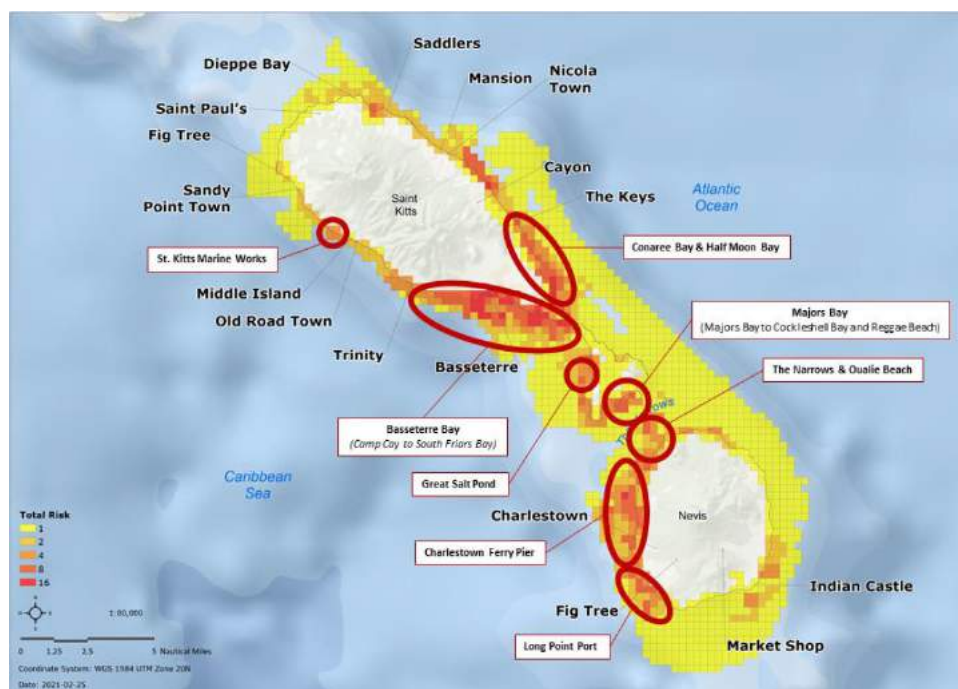 Saddlers
Dieppe Bay
Mansion
Nicola
Town
Saint Paul's
Fig Tree
Cayon
The Keys
Sandy
Point Town
Saint
Kitts
Atlantic
Ocean
Conaree Bay & Half Moon Bay
St. Kitts Marine Works
Middle Island
Old Road Town
Majors Bay
(Majors Bay to Cockleshell Bay and Reggae Beach)
Trinity
Basseterre
The Narrows & Oualie Beach
Basseterre Bay
(Camp Cay to South Friars Bay)
Great Salt Pond
Caribbean
Sea
Charlestown
Nevis
Charlestown Ferry Pier
Indian Castle
Fig Tree
Long Point Port
Market Shop
Total Risk
1
2
4
8
16
1:80,000
0 1.25 2.5 5 Nautical Miles
Coordinate System: WGS 1984 UTM Zone 20N
Date: 2021-02-25